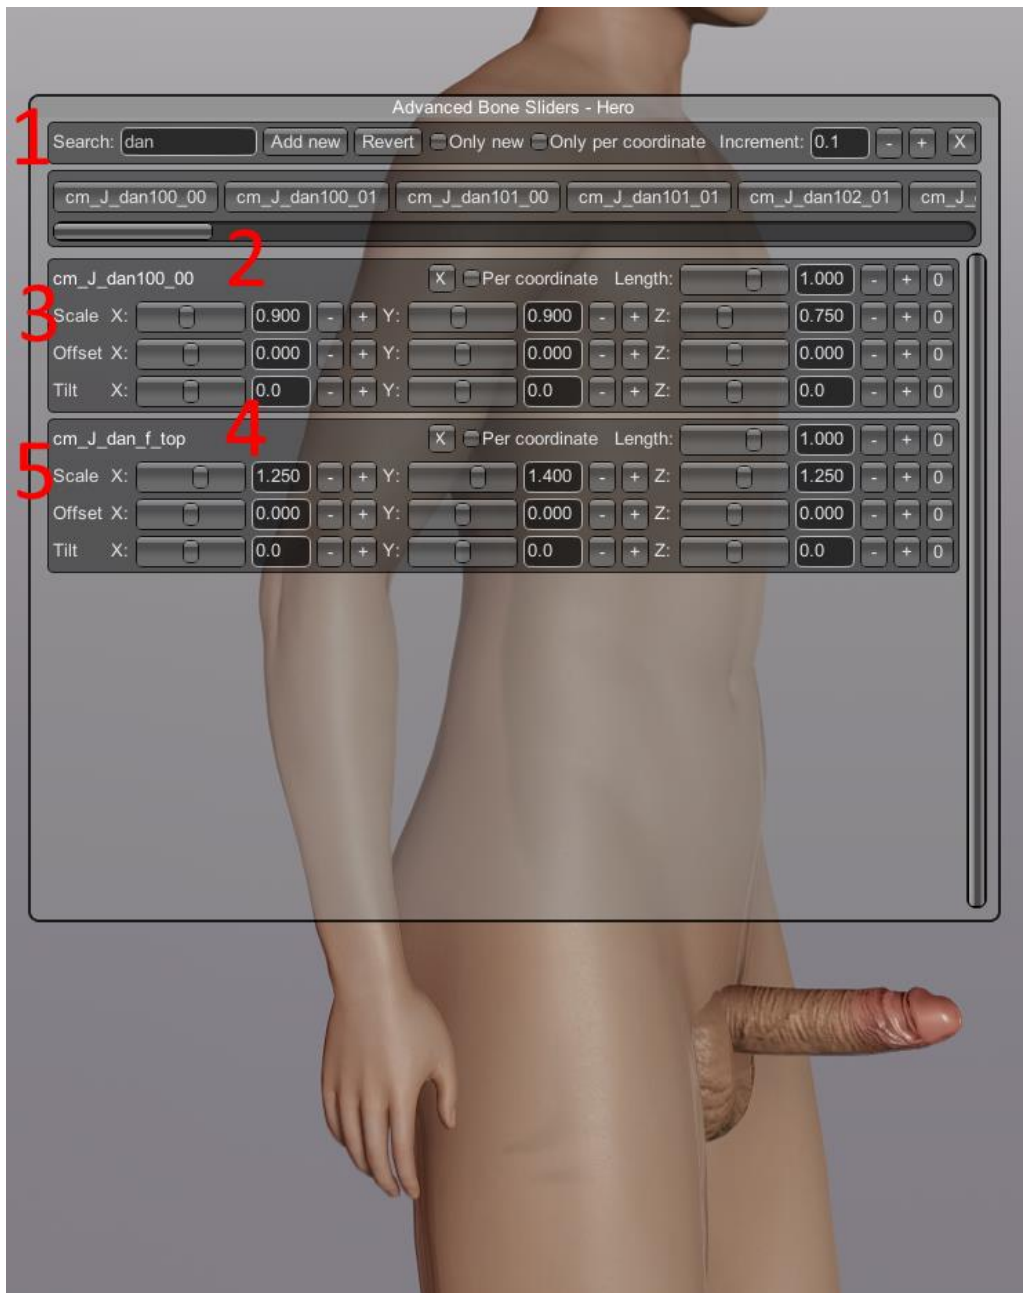 Advanced Bone Sliders - Hero
1 Search: dan Add new Revert Only new Only per coordinate Increment: 0.1 - + X
cm_J_dan100_00 cm_J_dan100_01 cm_J_dan101_00 cm_J_dan101_01 cm_J_dan102_01 cm_J_
2
cm_J_dan100_00 X Per coordinate Length: 1.000 - + 0
3 Scale X: 0.900 - + Y: 0.900 - + Z: 0.750 - + 0
Offset X: 0.000 - + Y: 0.000 - + Z: 0.000 - + 0
Tilt X: 0.0 - + Y: 0.0 - + Z: 0.0 - + 0
4
cm_J_dan_f_top X Per coordinate Length: 1.000 - + 0
5 Scale X: 1.250 - + Y: 1.400 - + Z: 1.250 - + 0
Offset X: 0.000 - + Y: 0.000 - + Z: 0.000 - + 0
Tilt X: 0.0 - + Y: 0.0 - + Z: 0.0 - + 0